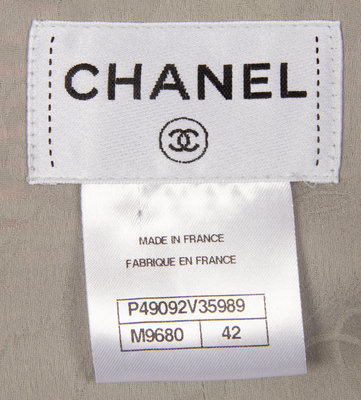 CHANEL
MADE IN FRANCE
FABRIQUE EN FRANCE
P49092V35989
M9680 42